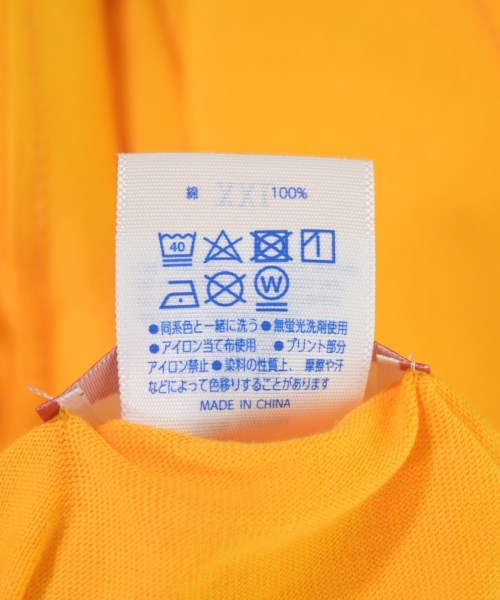 綿 100%
40
W
●同系色と一緒に洗う●無蛍光洗剤使用
●アイロン当て布使用 ●プリント部分
アイロン禁止●染料の性質上、摩擦や汗
などによって色移りすることがあります
MADE IN CHINA